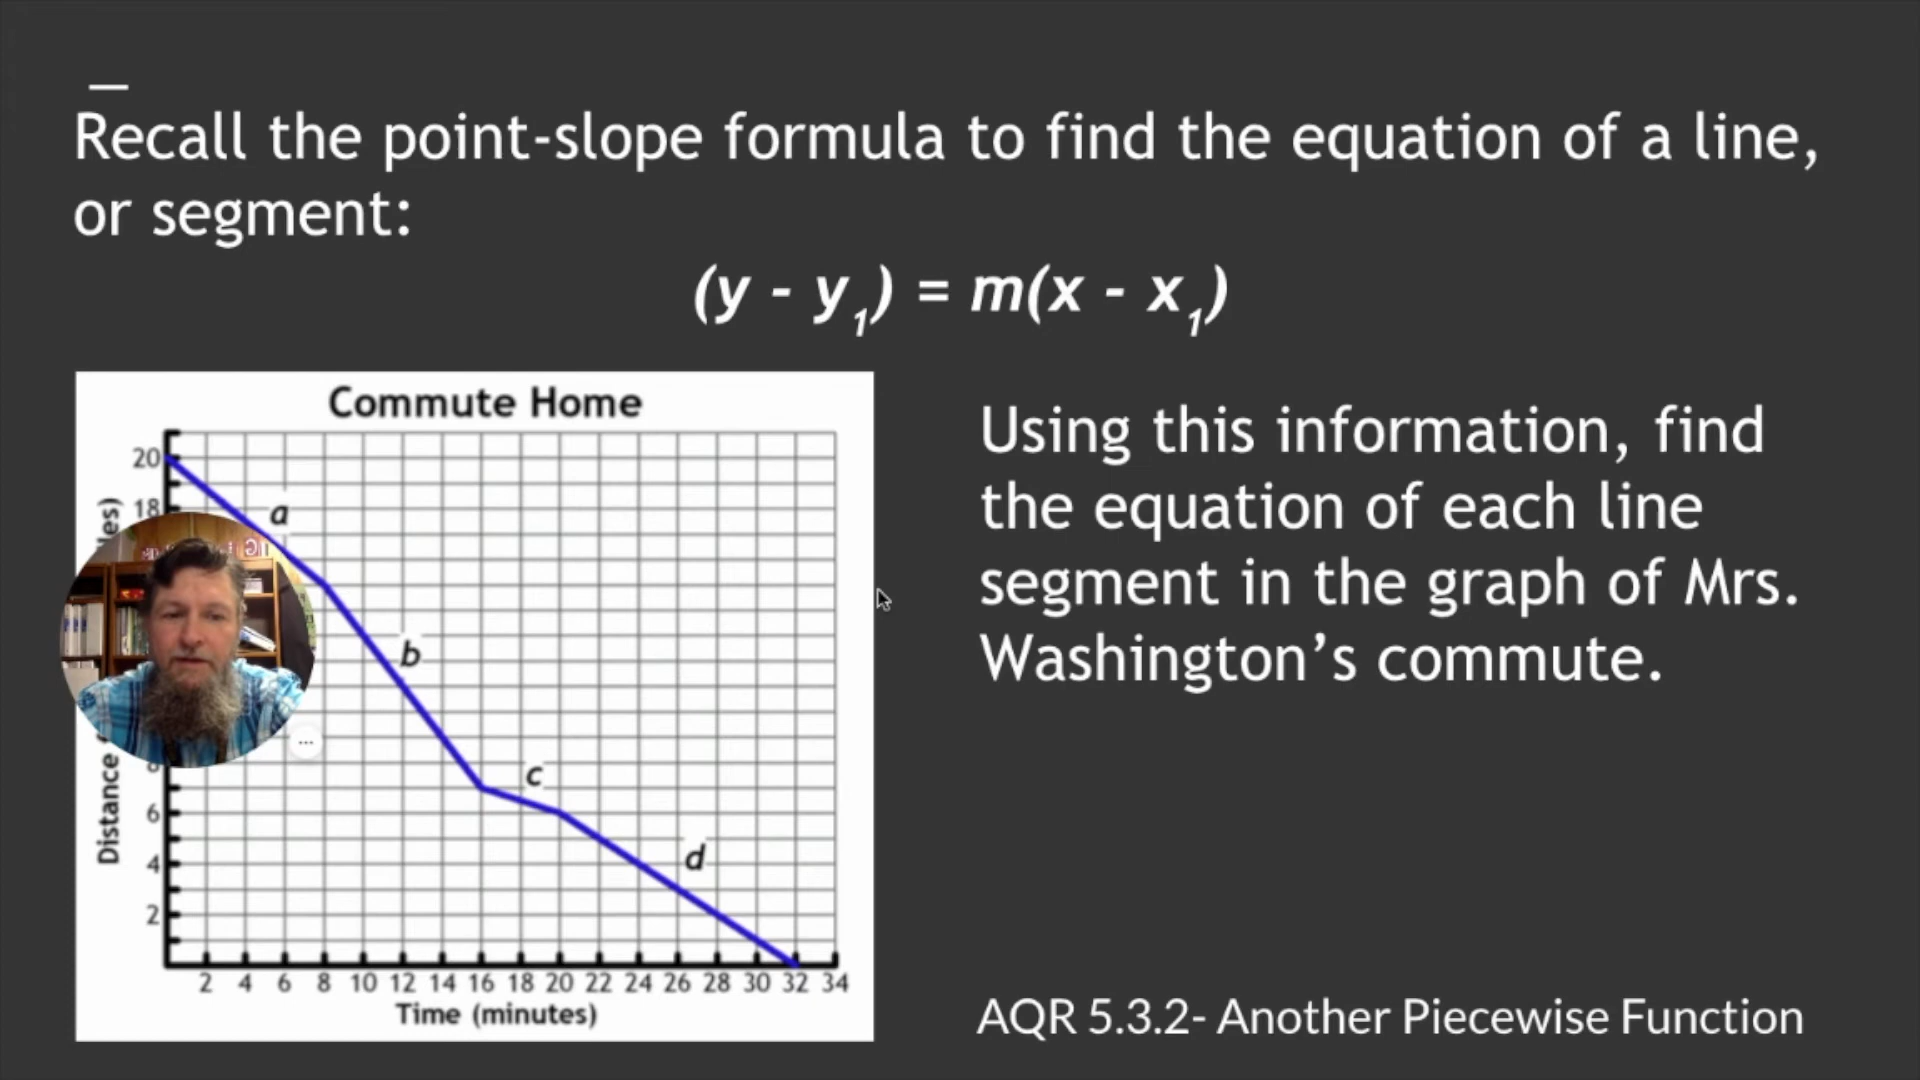 Recall the point-slope formula to find the equation of a line,
or segment:
(y - y₁) = m(x - x₁)
Commute Home
20
18
8
6
4
2
a
b
c
d
Distance
2 4 6 8 10 12 14 16 18 20 22 24 26 28 30 32 34
Time (minutes)
Using this information, find
the equation of each line
segment in the graph of Mrs.
Washington’s commute.
AQR 5.3.2- Another Piecewise Function